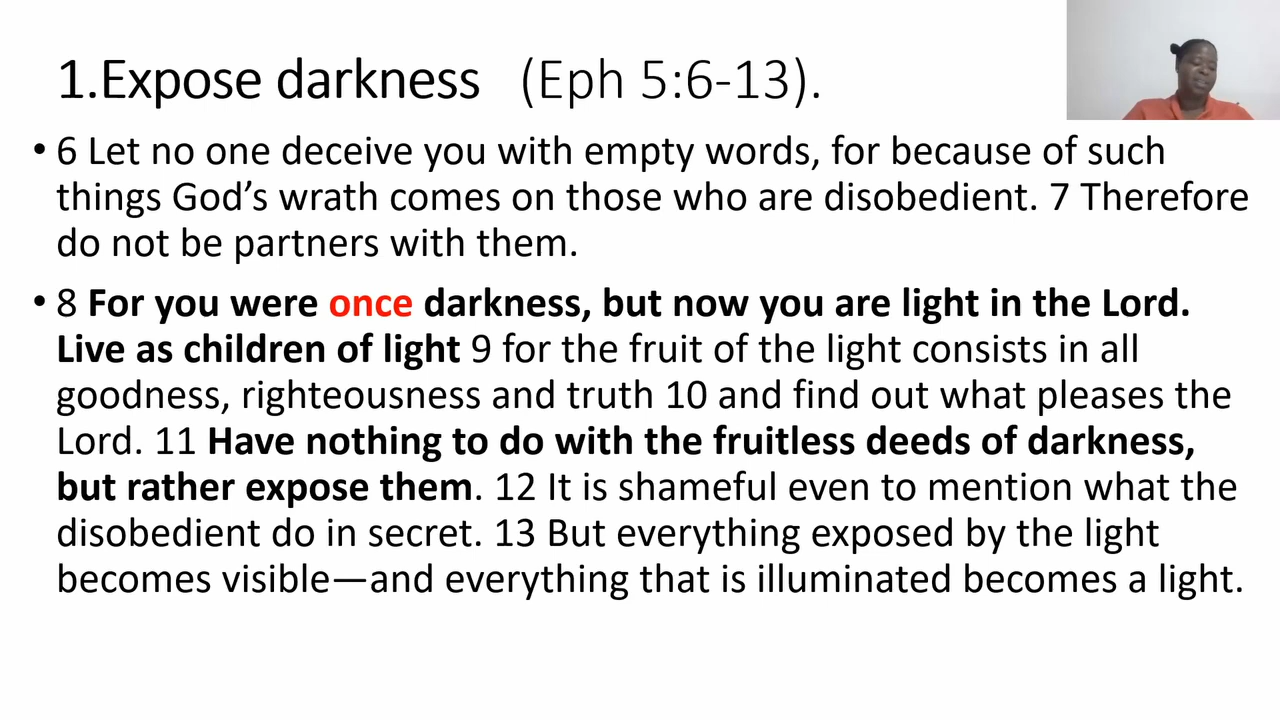 1.Expose darkness (Eph 5:6-13).
• 6 Let no one deceive you with empty words, for because of such
things God’s wrath comes on those who are disobedient. 7 Therefore
do not be partners with them.
• 8 For you were once darkness, but now you are light in the Lord.
Live as children of light 9 for the fruit of the light consists in all
goodness, righteousness and truth 10 and find out what pleases the
Lord. 11 Have nothing to do with the fruitless deeds of darkness,
but rather expose them. 12 It is shameful even to mention what the
disobedient do in secret. 13 But everything exposed by the light
becomes visible—and everything that is illuminated becomes a light.